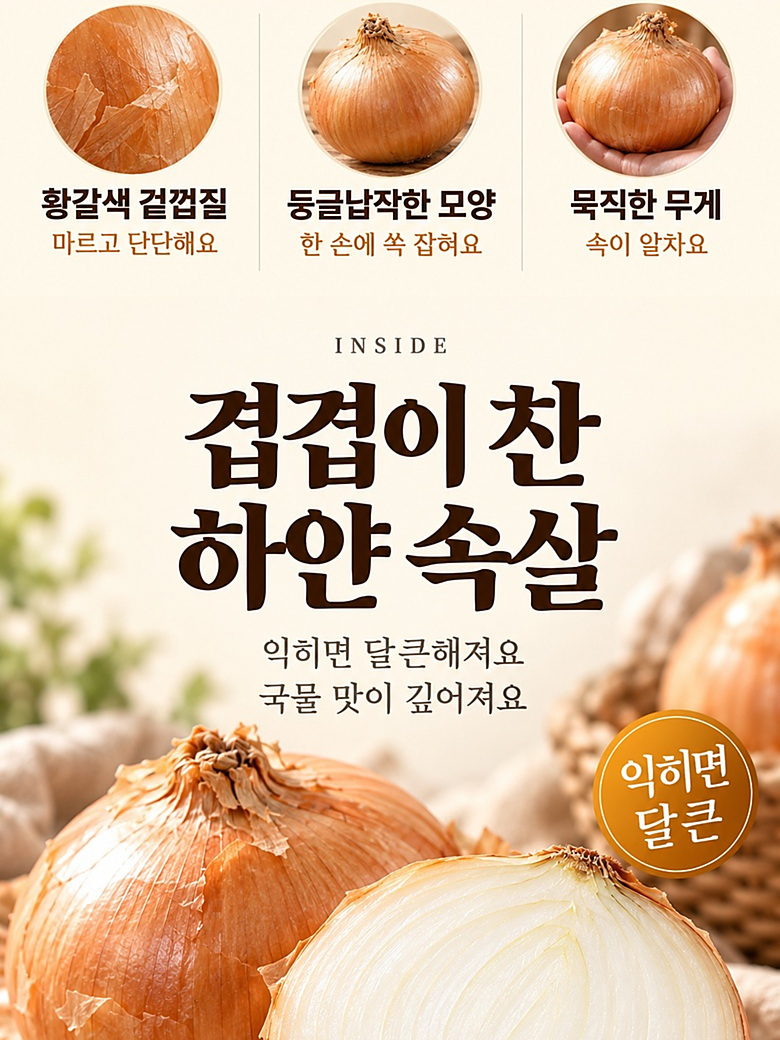 황갈색 겉껍질
마르고 단단해요
둥글납작한 모양
한 손에 쏙 잡혀요
묵직한 무게
속이 알차요
INSIDE
겹겹이 찬
하얀 속살
익히면 달큰해져요
국물 맛이 깊어져요
익히면
달큰